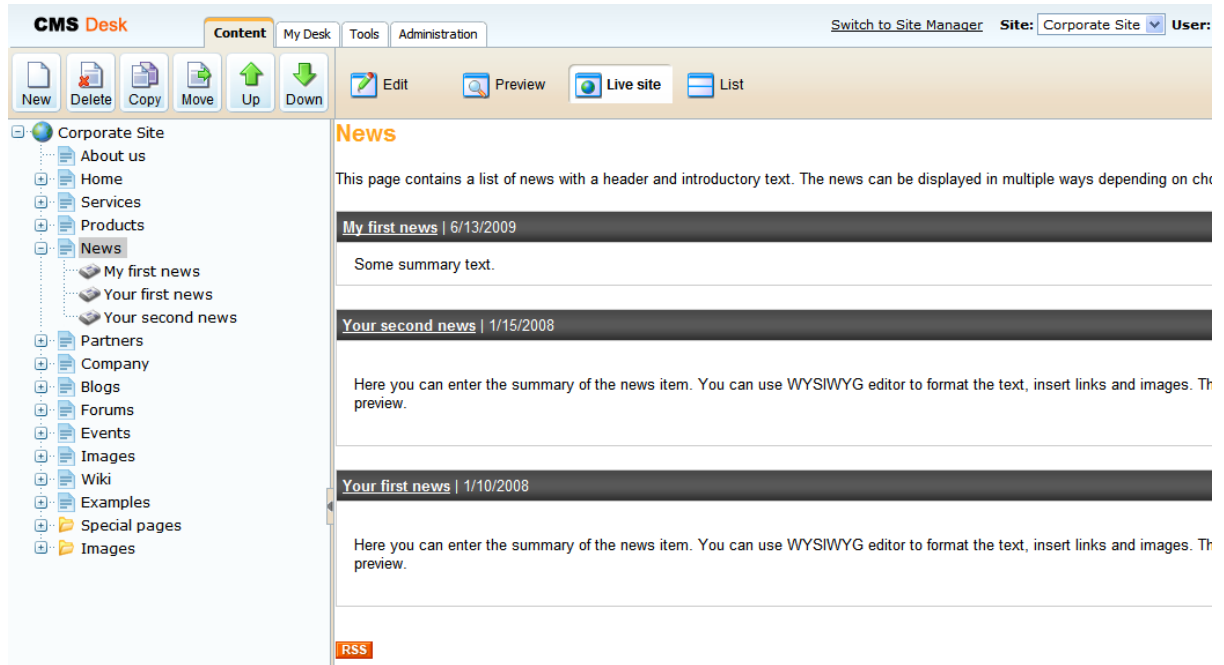 CMS Desk
Content My Desk Tools Administration
Switch to Site Manager Site: Corporate Site User:
New Delete Copy Move Up Down
Edit Preview Live site List
Corporate Site
About us
Home
Services
Products
News
My first news
Your first news
Your second news
Partners
Company
Blogs
Forums
Events
Images
Wiki
Examples
Special pages
Images
News
This page contains a list of news with a header and introductory text. The news can be displayed in multiple ways depending on
My first news | 6/13/2009
Some summary text.
Your second news | 1/15/2008
Here you can enter the summary of the news item. You can use WYSIWYG editor to format the text, insert links and images.
preview.
Your first news | 1/10/2008
Here you can enter the summary of the news item. You can use WYSIWYG editor to format the text, insert links and images.
preview.
RSS